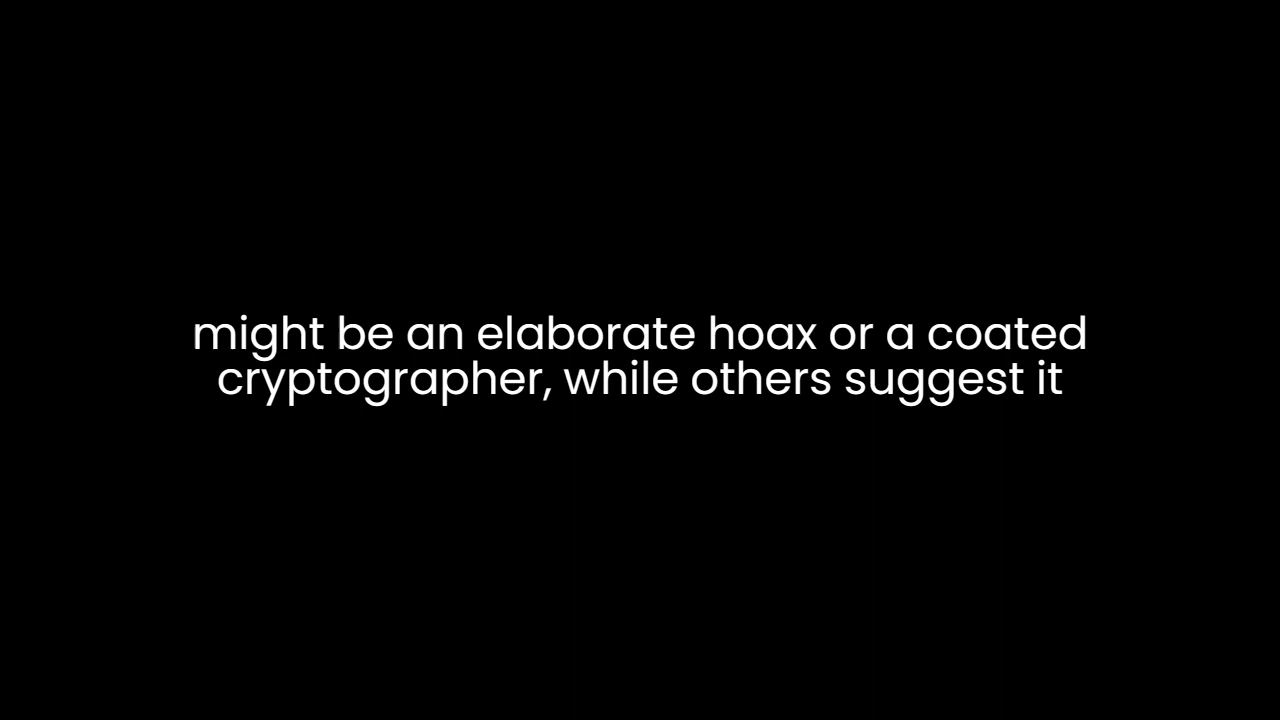 might be an elaborate hoax or a coated
cryptographer, while others suggest it